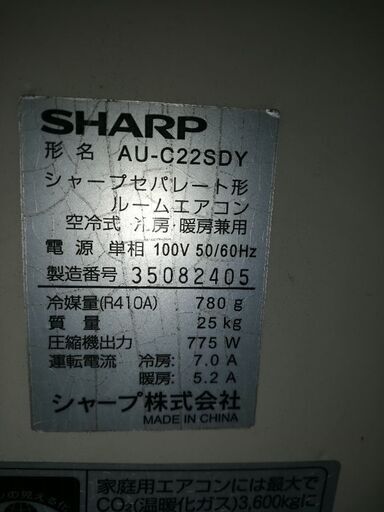 SHARP
形名 AU-C22SDY
シャープセパレート形
ルームエアコン
空冷式 冷房・暖房兼用
電源 単相 100V 50/60Hz
製造番号 35082405
冷媒量(R410A) 780 g
質量 25 kg
圧縮機出力 775 W
運転電流 冷房: 7.0 A
暖房: 5.2 A
シャープ株式会社
MADE IN CHINA
家庭用エアコンには最大で
CO₂(温暖化ガス)3,600kgに